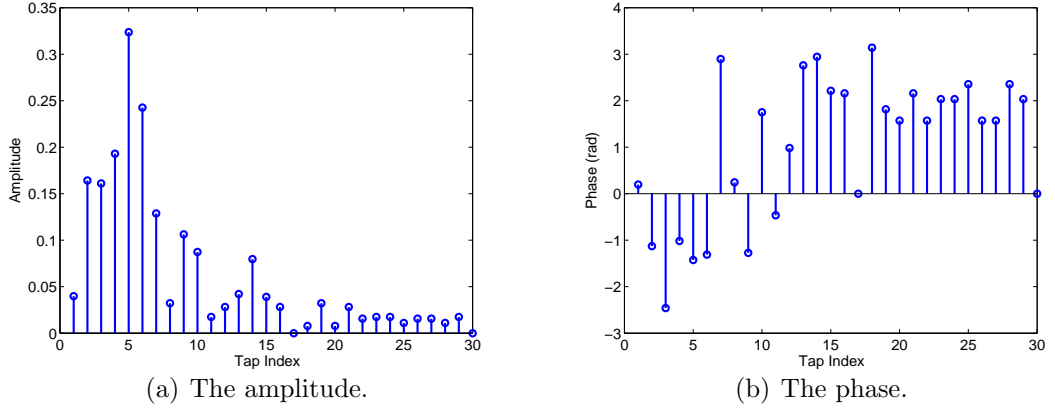 0.35
0.3
0.25
0.2
0.15
0.1
0.05
0
0 5 10 15 20 25 30
Amplitude
Tap Index
(a) The amplitude.
4
3
2
1
0
−1
−2
−3
0 5 10 15 20 25 30
Phase (rad)
Tap Index
(b) The phase.